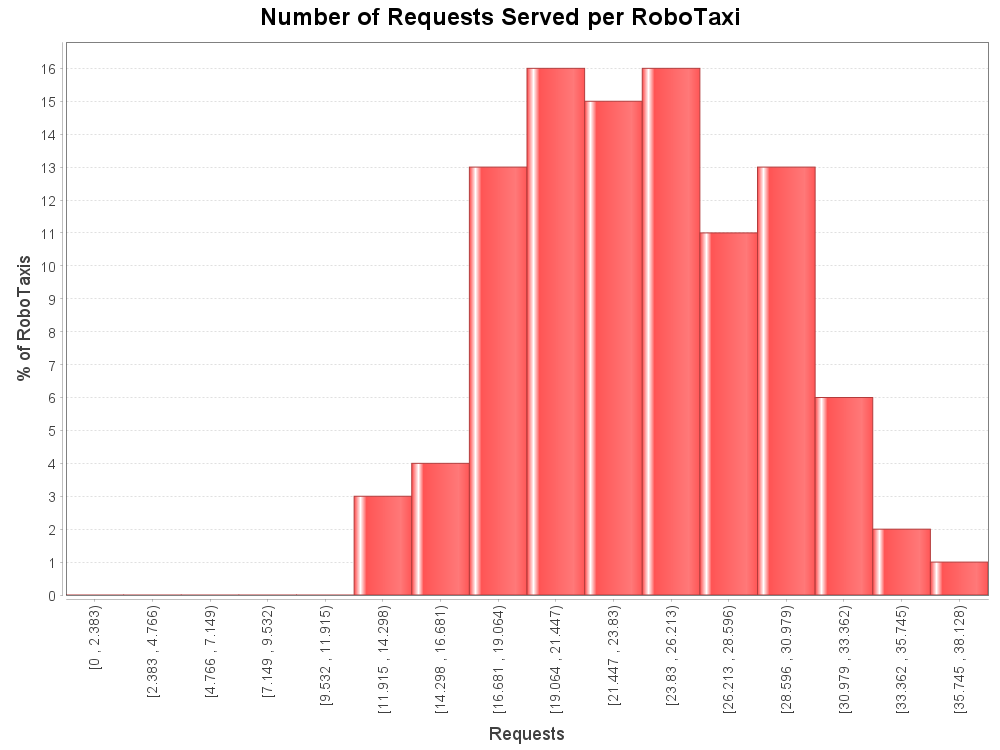 Number of Requests Served per RoboTaxi
% of RoboTaxis
16
15
14
13
12
11
10
9
8
7
6
5
4
3
2
1
0
[0 , 2.383)
[2.383 , 4.766)
[4.766 , 7.149)
[7.149 , 9.532)
[9.532 , 11.915)
[11.915 , 14.298)
[14.298 , 16.681)
[16.681 , 19.064)
[19.064 , 21.447)
[21.447 , 23.83)
[23.83 , 26.213)
[26.213 , 28.596)
[28.596 , 30.979)
[30.979 , 33.362)
[33.362 , 35.745)
[35.745 , 38.128)
Requests